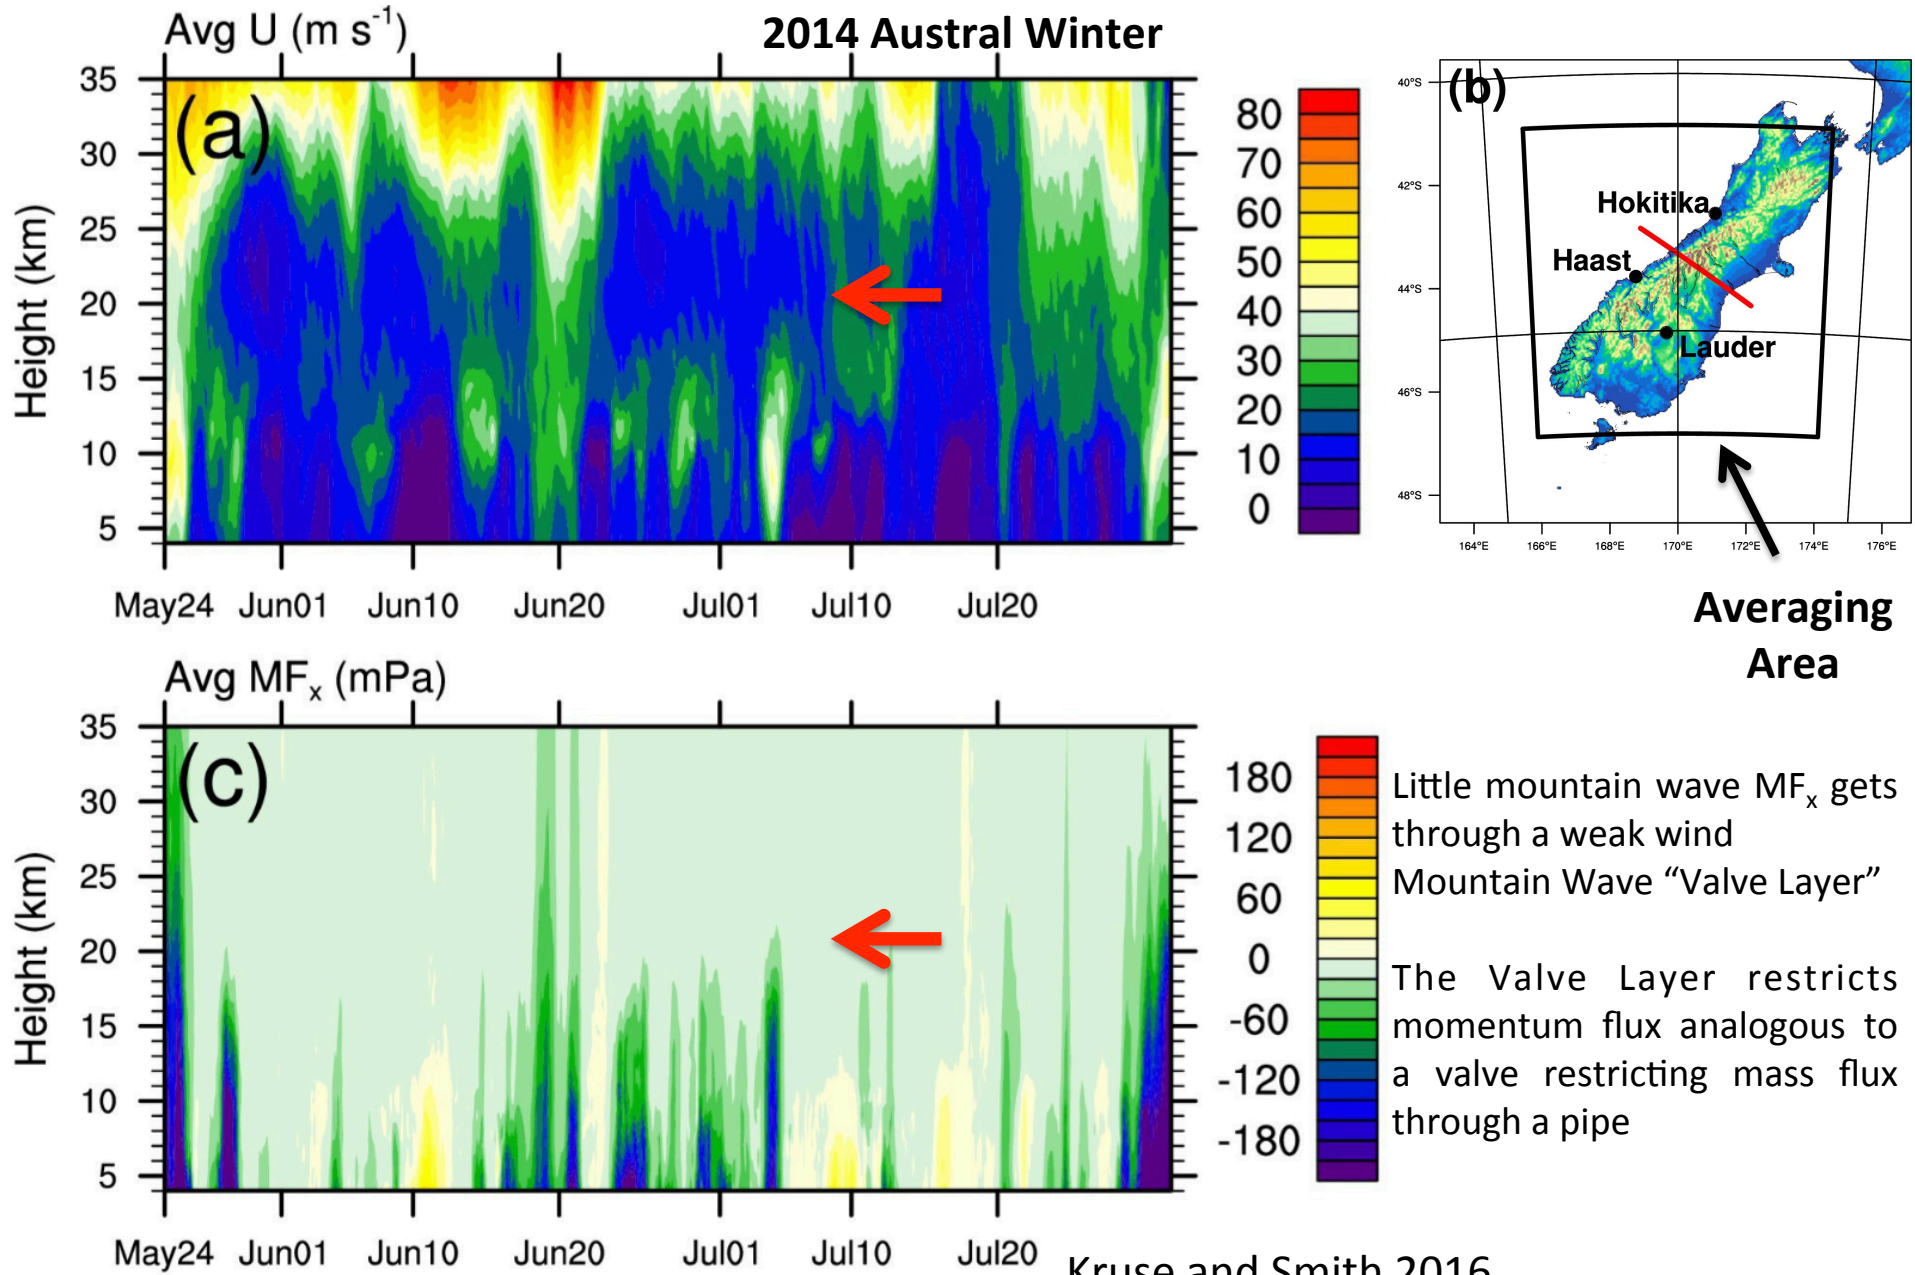 2014 Austral Winter
Avg U (m s⁻¹)
(a)
Height (km)
35
30
25
20
15
10
5
May24 Jun01 Jun10 Jun20 Jul01 Jul10 Jul20
80
70
60
50
40
30
20
10
0
(b)
40°S
42°S
44°S
46°S
48°S
Hokitika
Haast
Lauder
164°E 166°E 168°E 170°E 172°E 174°E 176°E
Averaging
Area
Avg MFₓ (mPa)
(c)
Height (km)
35
30
25
20
15
10
5
May24 Jun01 Jun10 Jun20 Jul01 Jul10 Jul20
180
120
60
0
-60
-120
-180
Little mountain wave MFₓ gets
through a weak wind
Mountain Wave “Valve Layer”
The Valve Layer restricts
momentum flux analogous to
a valve restricting mass flux
through a pipe
Kruse and Smith 2016